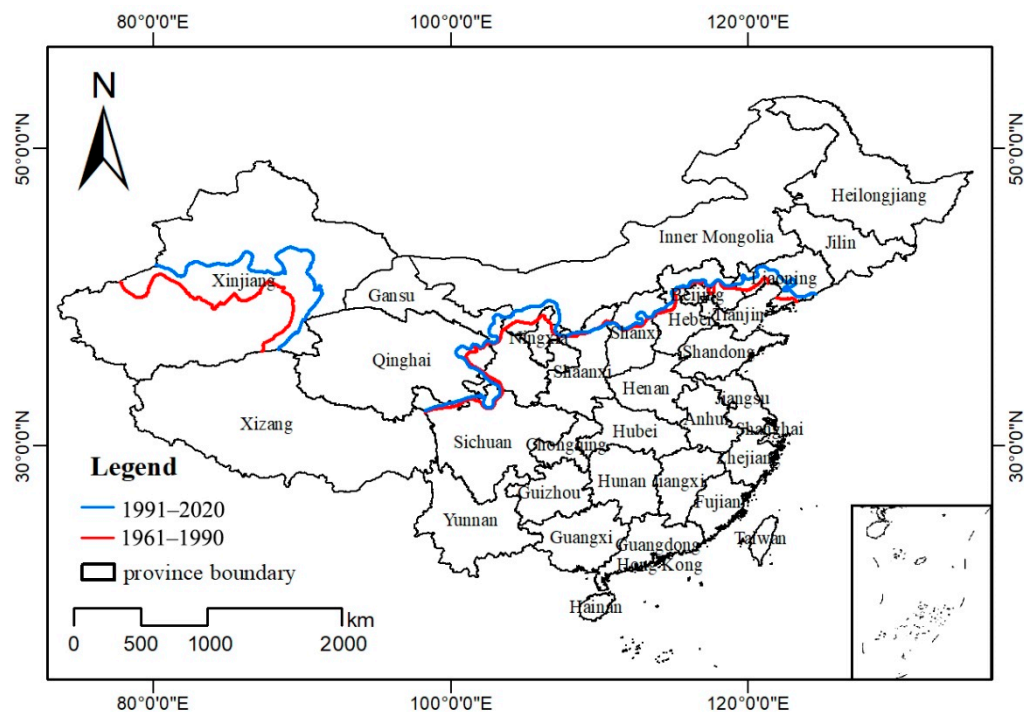 80°0'0"E 100°0'0"E 120°0'0"E
N
50°0'0"N
50°0'0"N
Heilongjiang
Inner Mongolia
Jilin
Xinjiang
Liaoning
Gansu
Beijing
Tianjin
Hebei
Ningxia
Shanxi
Qinghai
Shandong
Shaanxi
Henan
Jiangsu
Xizang
Anhui
Shanghai
Hubei
Sichuan
Chongqing
30°0'0"N
30°0'0"N
Zhejiang
Hunan
Jiangxi
Guizhou
Fujian
Yunnan
Guangxi
Guangdong
Taiwan
Hong Kong
Hainan
Legend
1991–2020
1961–1990
province boundary
km
0 500 1000 2000
80°0'0"E 100°0'0"E 120°0'0"E